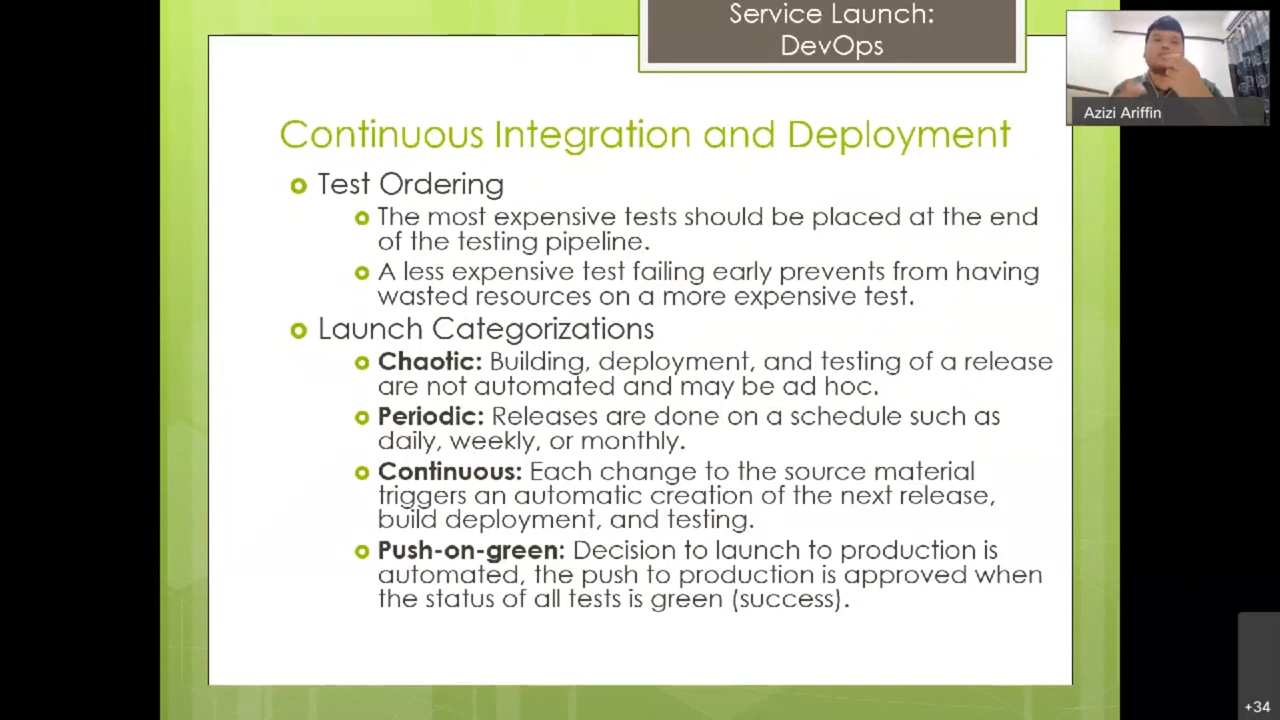 Service Launch:
DevOps
Azizi Ariffin
Continuous Integration and Deployment
Test Ordering
The most expensive tests should be placed at the end
of the testing pipeline.
A less expensive test failing early prevents from having
wasted resources on a more expensive test.
Launch Categorizations
Chaotic: Building, deployment, and testing of a release
are not automated and may be ad hoc.
Periodic: Releases are done on a schedule such as
daily, weekly, or monthly.
Continuous: Each change to the source material
triggers an automatic creation of the next release,
build deployment, and testing.
Push-on-green: Decision to launch to production is
automated, the push to production is approved when
the status of all tests is green (success).
+34